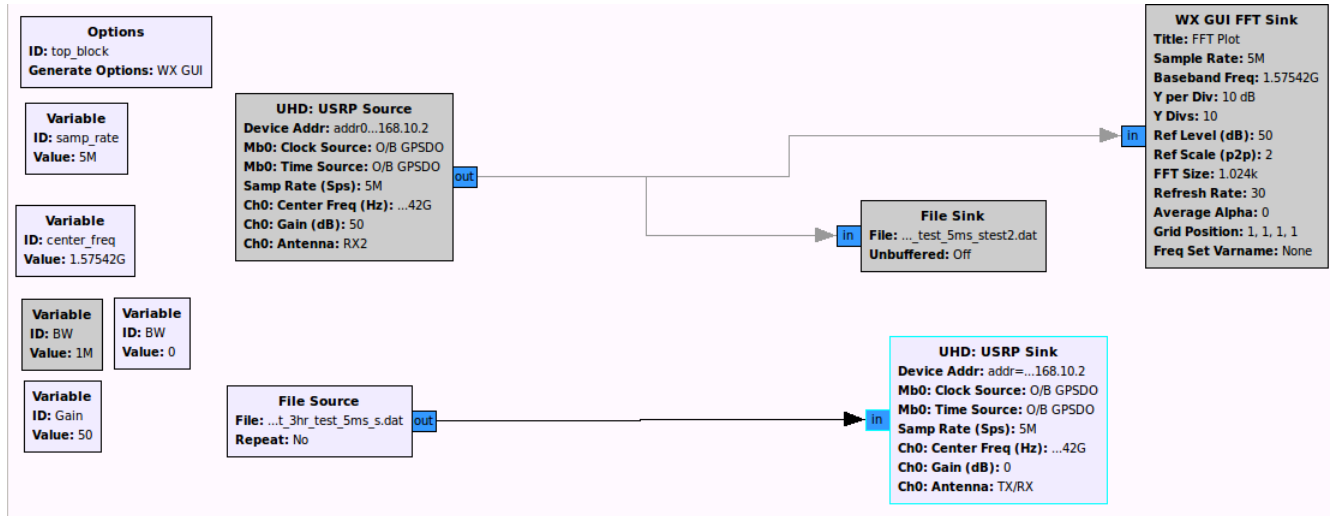 Options
ID: top_block
Generate Options: WX GUI
Variable
ID: samp_rate
Value: 5M
Variable
ID: center_freq
Value: 1.57542G
Variable
ID: BW
Value: 1M
Variable
ID: BW
Value: 0
Variable
ID: Gain
Value: 50
UHD: USRP Source
Device Addr: addr0...168.10.2
Mb0: Clock Source: O/B GPSDO
Mb0: Time Source: O/B GPSDO
Samp Rate (Sps): 5M
Ch0: Center Freq (Hz): ...42G
Ch0: Gain (dB): 50
Ch0: Antenna: RX2
out
in
File Sink
File: ..._test_5ms_stest2.dat
Unbuffered: Off
in
WX GUI FFT Sink
Title: FFT Plot
Sample Rate: 5M
Baseband Freq: 1.57542G
Y per Div: 10 dB
Y Divs: 10
Ref Level (dB): 50
Ref Scale (p2p): 2
FFT Size: 1.024k
Refresh Rate: 30
Average Alpha: 0
Grid Position: 1, 1, 1, 1
Freq Set Varname: None
File Source
File: ...t_3hr_test_5ms_s.dat
Repeat: No
out
in
UHD: USRP Sink
Device Addr: addr=...168.10.2
Mb0: Clock Source: O/B GPSDO
Mb0: Time Source: O/B GPSDO
Samp Rate (Sps): 5M
Ch0: Center Freq (Hz): ...42G
Ch0: Gain (dB): 0
Ch0: Antenna: TX/RX